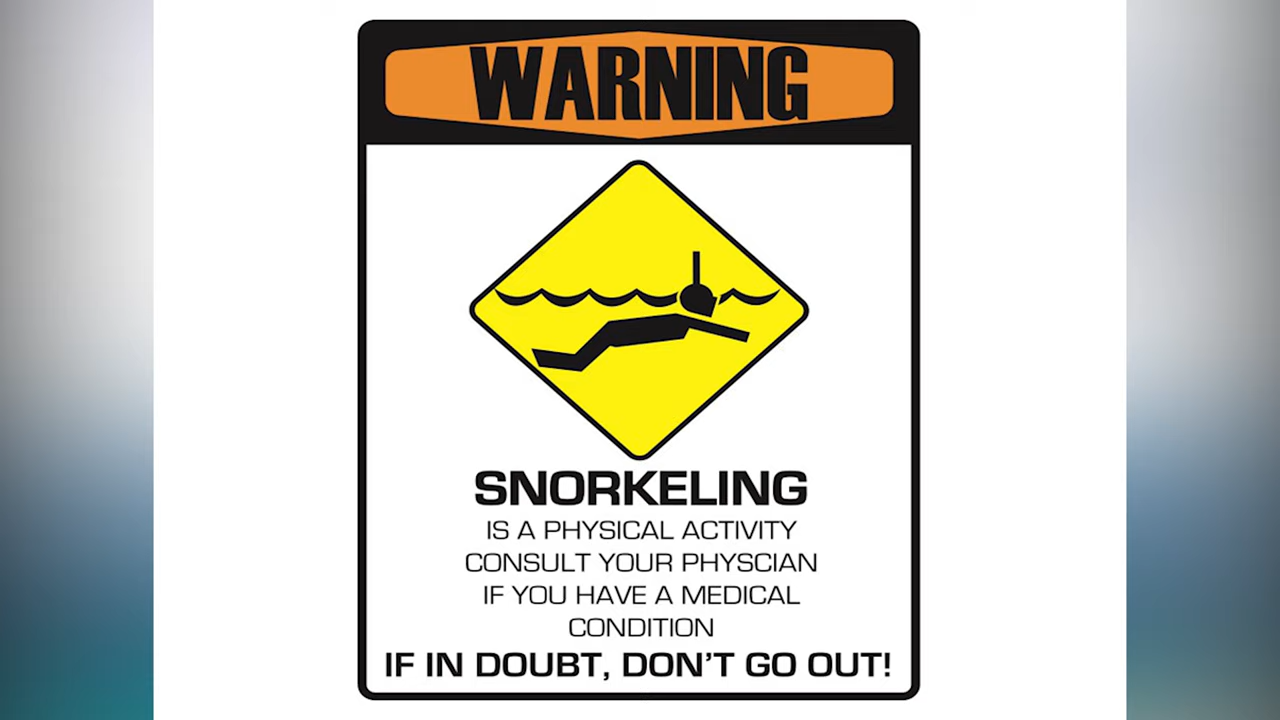 WARNING
SNORKELING
IS A PHYSICAL ACTIVITY
CONSULT YOUR PHYSCIAN
IF YOU HAVE A MEDICAL
CONDITION
IF IN DOUBT, DON'T GO OUT!